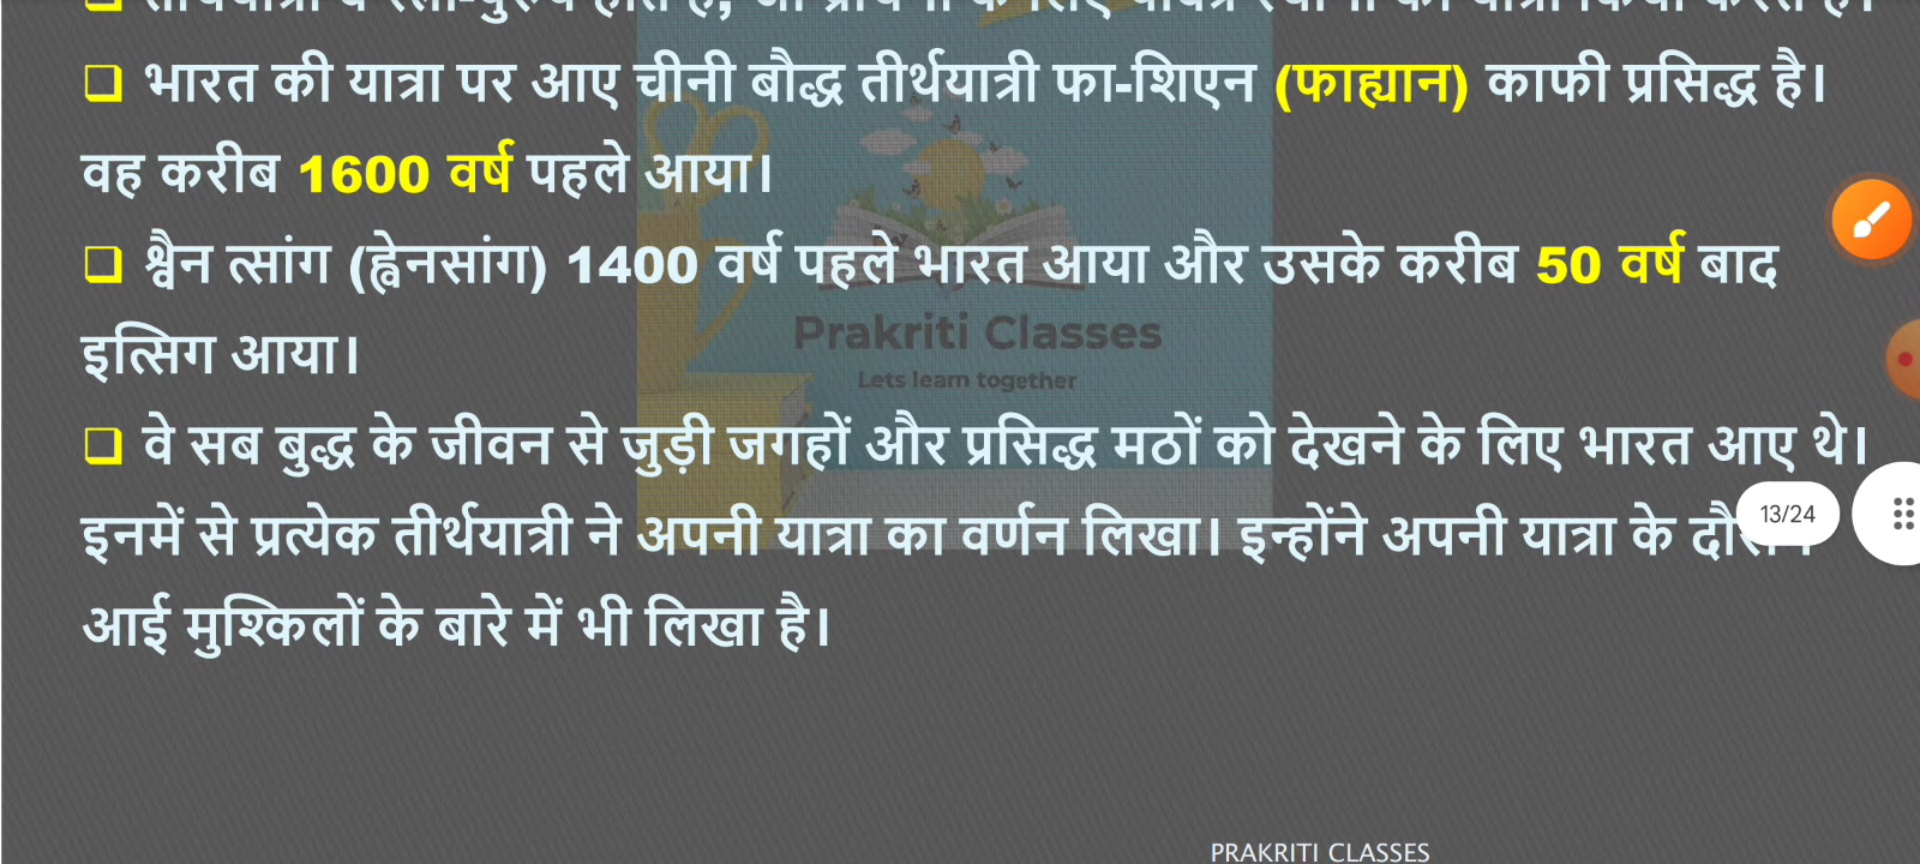 भारत की यात्रा पर आए चीनी बौद्ध तीर्थयात्री फा-शिएन (फाह्यान) काफी प्रसिद्ध है।
वह करीब 1600 वर्ष पहले आया।
श्वैन त्सांग (ह्वेनसांग) 1400 वर्ष पहले भारत आया और उसके करीब 50 वर्ष बाद
इत्सिग आया।
Prakriti Classes
Lets learn together
वे सब बुद्ध के जीवन से जुड़ी जगहों और प्रसिद्ध मठों को देखने के लिए भारत आए थे।
13/24
इनमें से प्रत्येक तीर्थयात्री ने अपनी यात्रा का वर्णन लिखा। इन्होंने अपनी यात्रा के
आई मुश्किलों के बारे में भी लिखा है।
PRAKRITI CLASSES